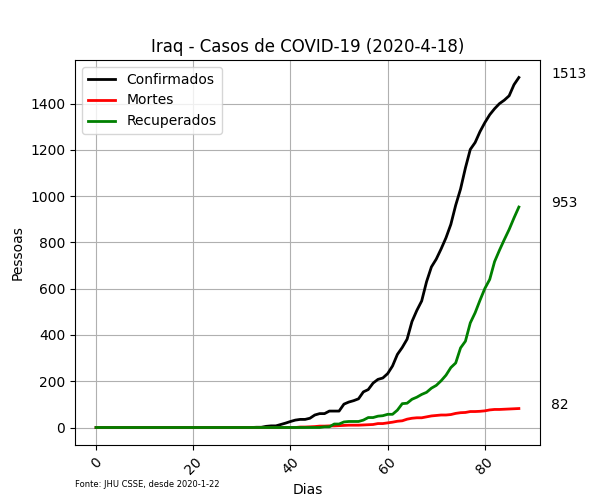 Iraq - Casos de COVID-19 (2020-4-18)
Confirmados
Mortes
Recuperados
1513
953
82
Pessoas
1400
1200
1000
800
600
400
200
0
0 20 40 60 80
Dias
Fonte: JHU CSSE, desde 2020-1-22